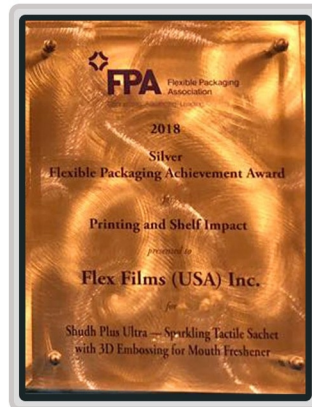 FPA
Flexible Packaging
Association
2018
Silver
Flexible Packaging Achievement Award
Printing and Shelf Impact
presented to
Flex Films (USA) Inc.
for
Shudh Plus Ultra — Sparkling Tactile Sachet
with 3D Embossing for Mouth Freshener